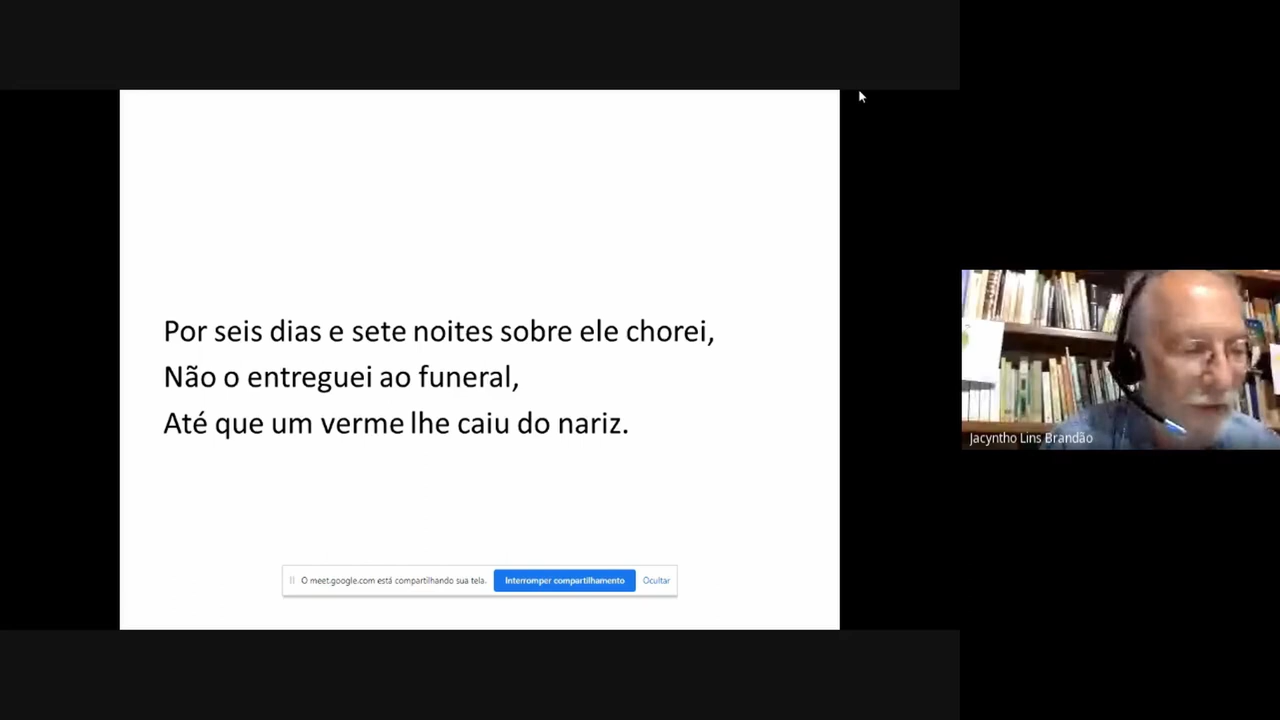 Por seis dias e sete noites sobre ele chorei,
Não o entreguei ao funeral,
Até que um verme lhe caiu do nariz.
O meet.google.com está compartilhando sua tela. Interromper compartilhamento Ocultar
Jacyntho Lins Brandão